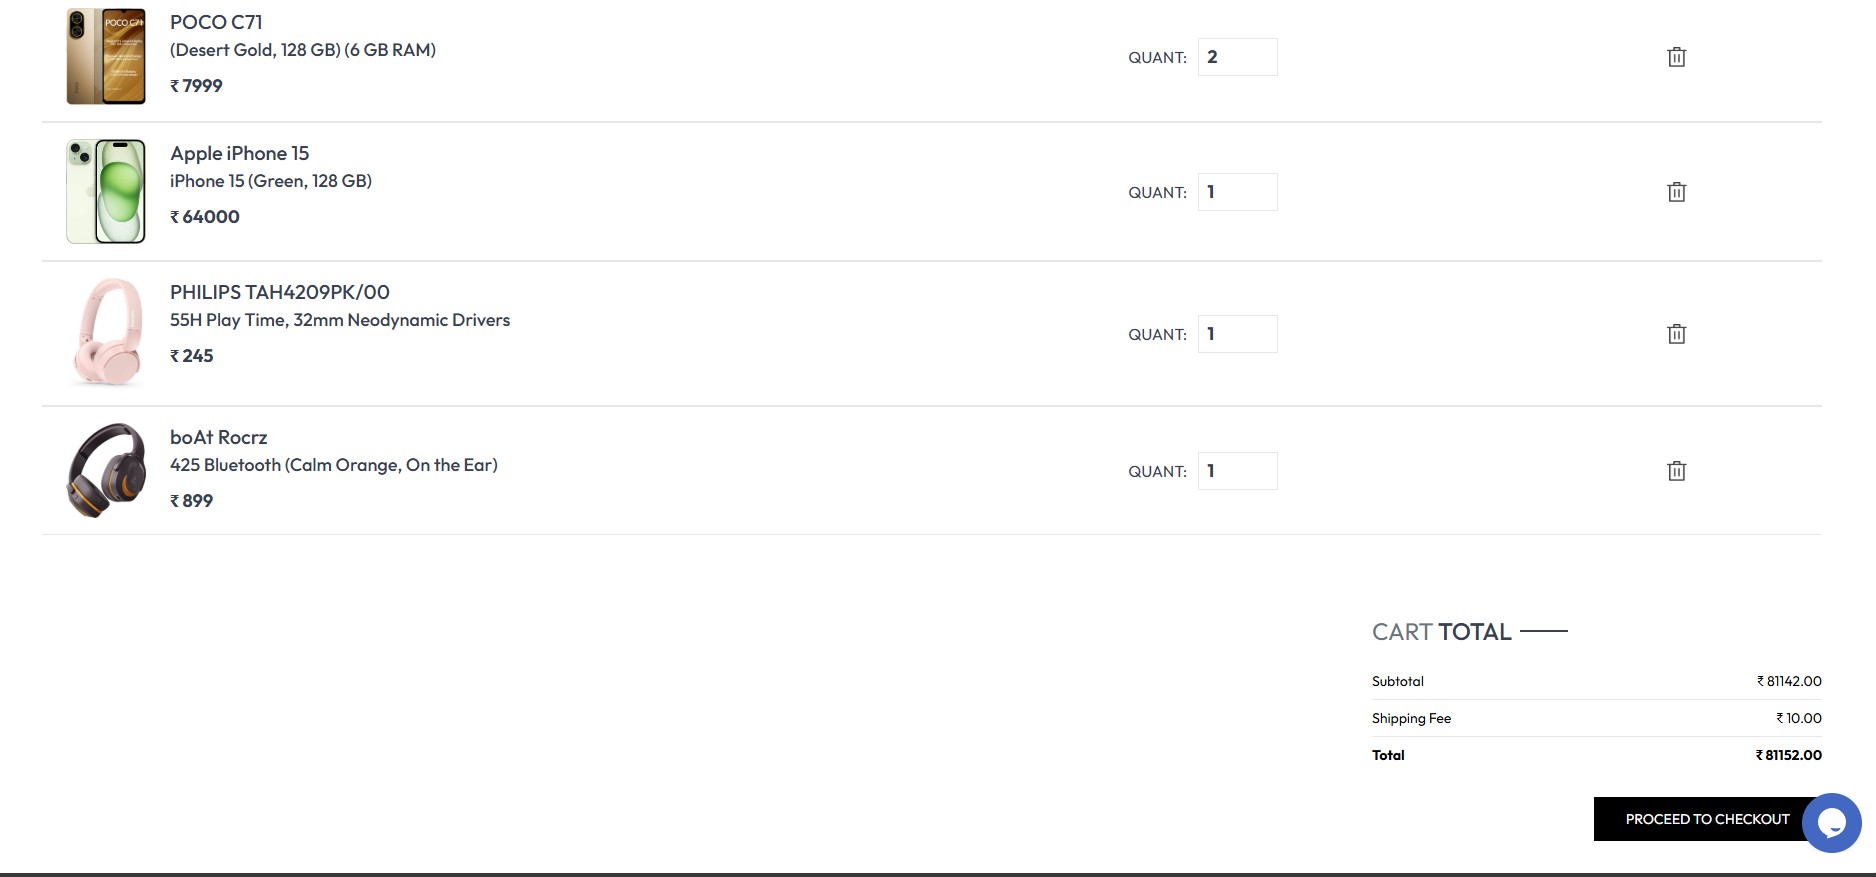 POCO C71
POCO C71
(Desert Gold, 128 GB) (6 GB RAM)
₹ 7999
QUANT: 2
Apple iPhone 15
iPhone 15 (Green, 128 GB)
₹ 64000
QUANT: 1
PHILIPS TAH4209PK/00
55H Play Time, 32mm Neodynamic Drivers
₹ 245
QUANT: 1
boAt Rocrz
425 Bluetooth (Calm Orange, On the Ear)
₹ 899
QUANT: 1
CART TOTAL
Subtotal ₹ 81142.00
Shipping Fee ₹ 10.00
Total ₹ 81152.00
PROCEED TO CHECKOUT